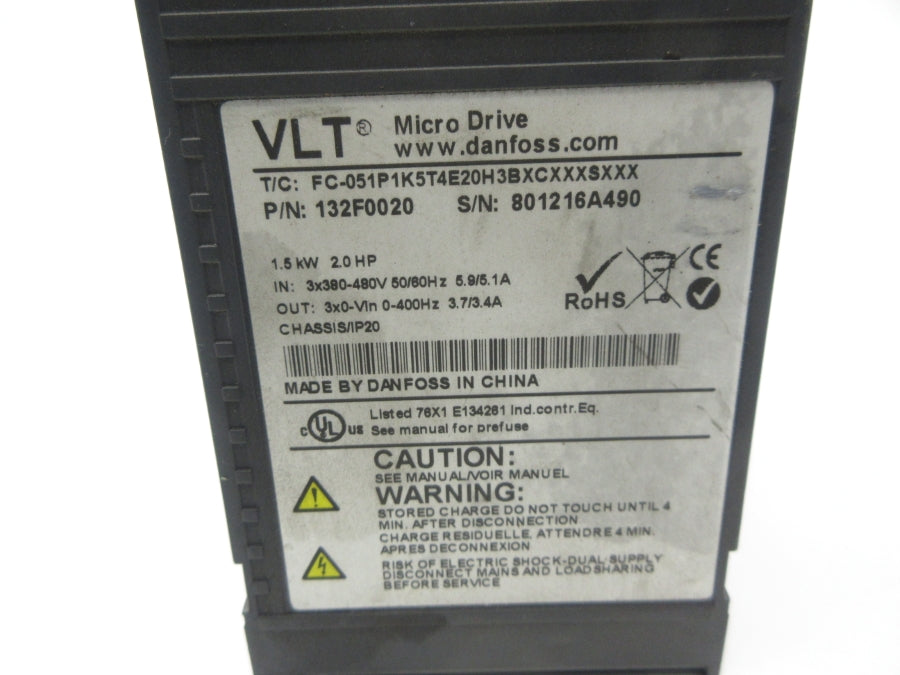 VLT® Micro Drive
www.danfoss.com
T/C: FC-051P1K5T4E20H3BXCXXXSXXX
P/N: 132F0020 S/N: 801216A490
1.5 kW 2.0 HP
IN: 3x380-480V 50/60Hz 5.9/5.1A
OUT: 3x0-Vin 0-400Hz 3.7/3.4A
CHASSIS/IP20
RoHS CE
MADE BY DANFOSS IN CHINA
c UL US Listed 76X1 E134261 Ind.contr.Eq.
See manual for prefuse
CAUTION:
SEE MANUAL/VOIR MANUEL
WARNING:
STORED CHARGE DO NOT TOUCH UNTIL 4
MIN. AFTER DISCONNECTION
CHARGE RESIDUELLE, ATTENDRE 4 MIN.
APRES DECONNEXION
RISK OF ELECTRIC SHOCK-DUAL SUPPLY
DISCONNECT MAINS AND LOADSHARING
BEFORE SERVICE